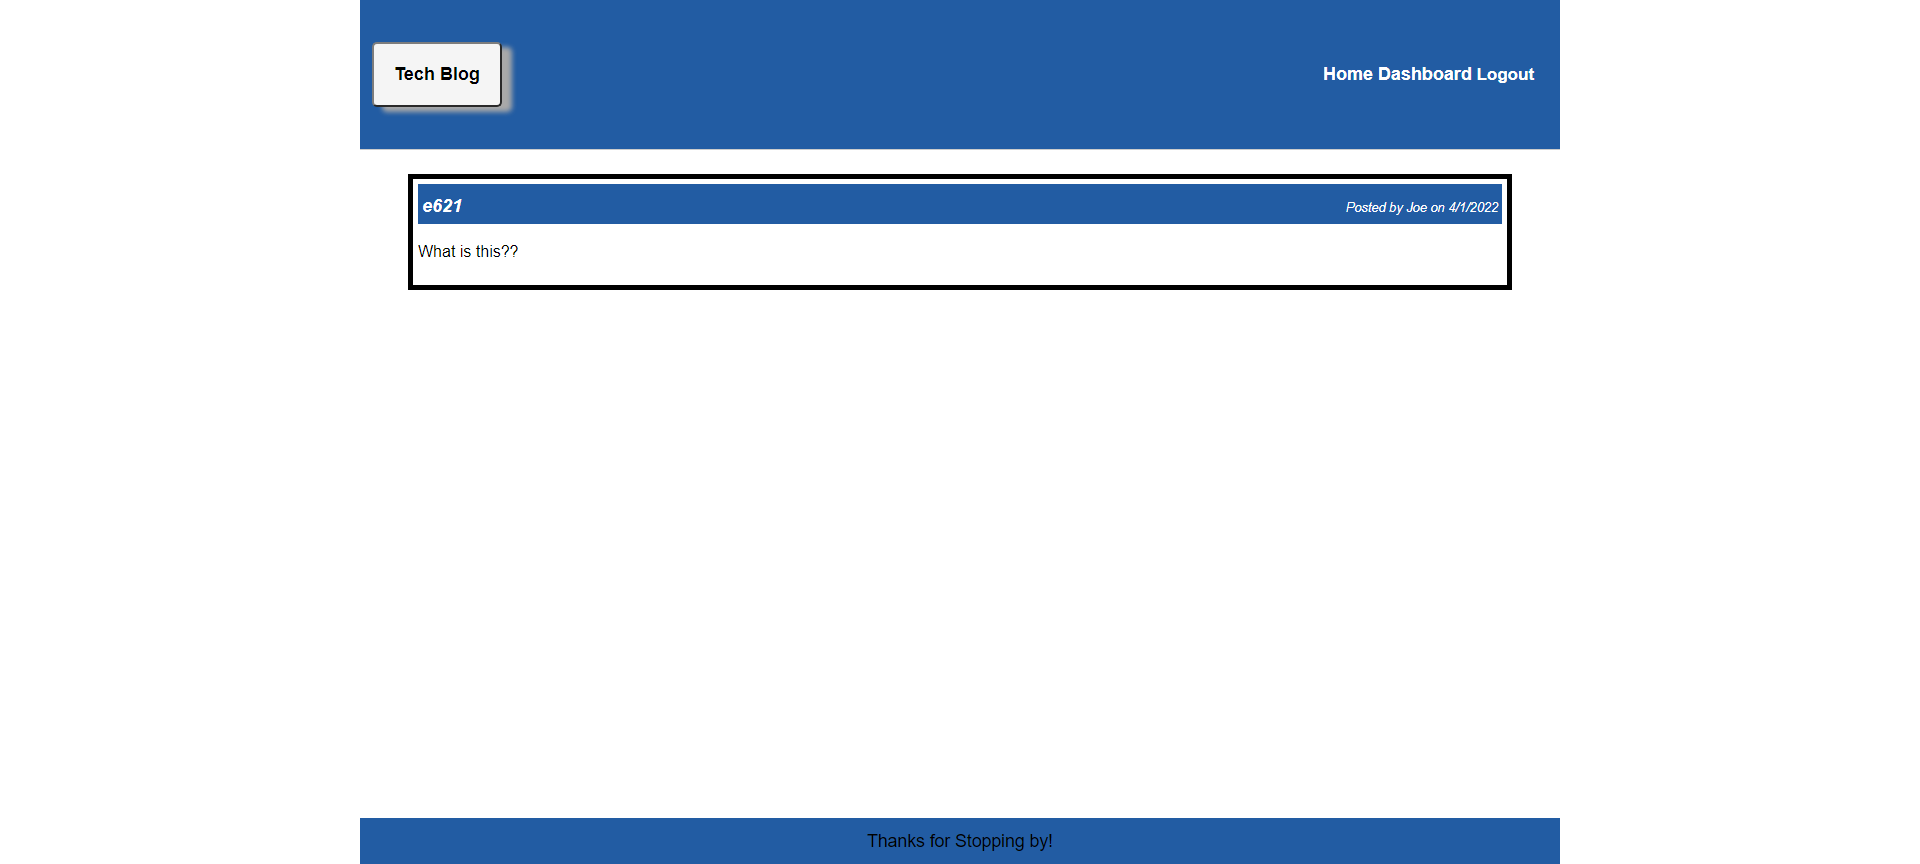 Tech Blog
Home Dashboard Logout
e621
Posted by Joe on 4/1/2022
What is this??
Thanks for Stopping by!